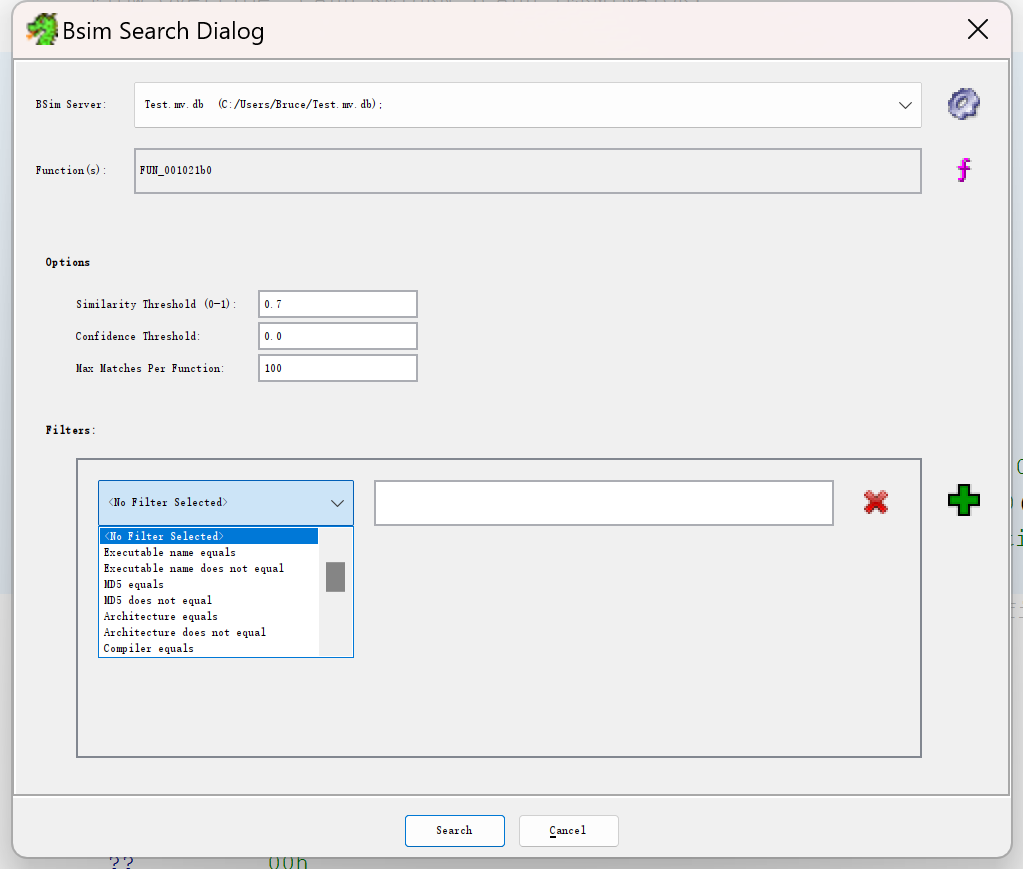 Bsim Search Dialog
BSim Server:
Test.mv.db (C:/Users/Bruce/Test.mv.db);
Function(s):
FUN_001021b0
Options
Similarity Threshold (0-1):
0.7
Confidence Threshold:
0.0
Max Matches Per Function:
100
Filters:
<No Filter Selected>
<No Filter Selected>
Executable name equals
Executable name does not equal
MD5 equals
MD5 does not equal
Architecture equals
Architecture does not equal
Compiler equals
Search
Cancel
?? 00h